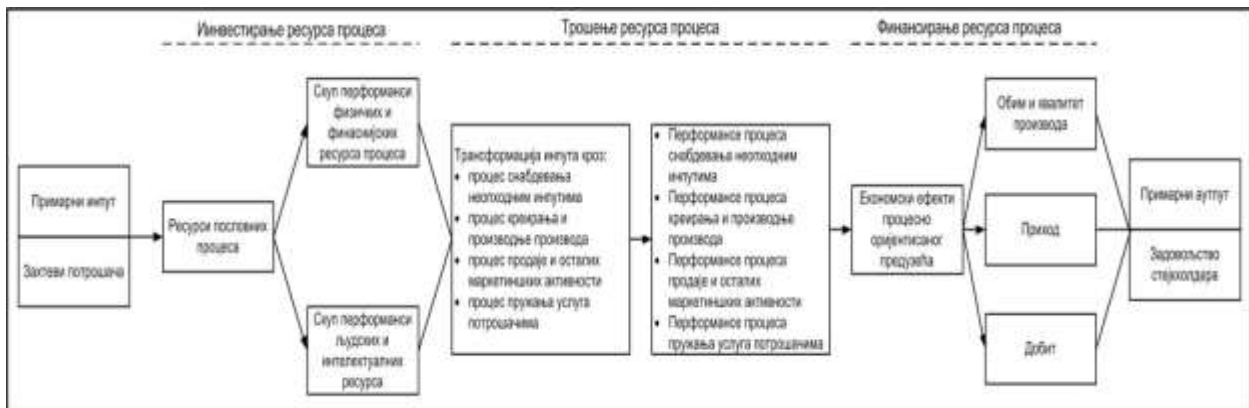 Иинвестирање ресурса процеса
Трошење ресурса процеса
Финансирање ресурса процеса
Примарни инпут
Захтеви потрошача
Ресурси пословних
процеса
Скуп перформанси
физичких и
финасијских
ресурса процеса
Скуп перформанси
људских и
интелектуалних
ресурса
Трансформација инпута кроз:
• процес снабдевања
неопходним инпутима
• процес креирања и
производње производа
• процес продаје и осталих
маркетиншких активности
• процес пружања услуга
потрошачима
• Перформансе процеса
снабдевања неопходним
инпутима
• Перформансе процеса
креирања и производње
производа
• Перформансе процеса
продаје и осталих
маркетиншких активности
• Перформансе процеса
пружања услуга потрошачима
Економски ефекти
процесно
оријентисаног
предузећа
Обим и квалитет
производа
Приход
Добит
Примарни аутпут
Задовољство
стејкхолдера